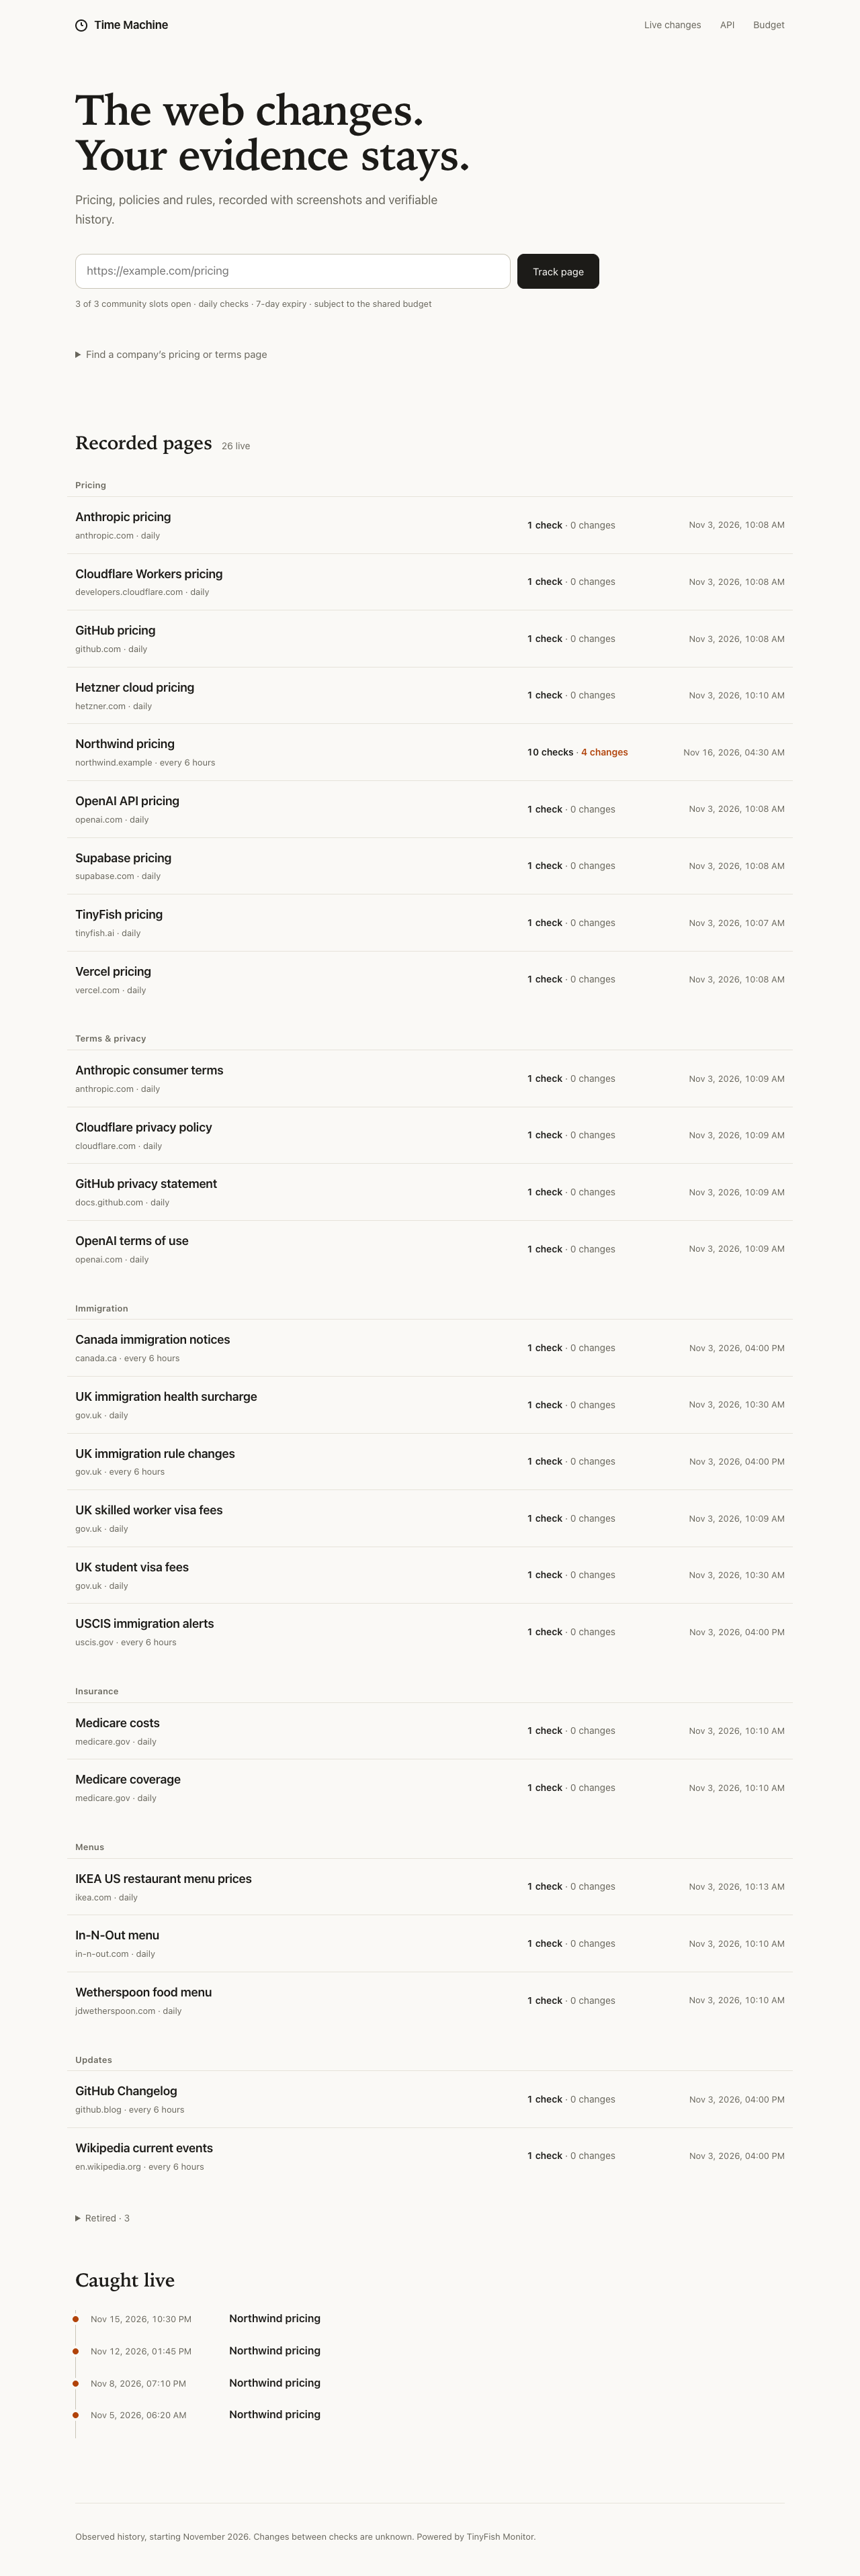 Time Machine
Live changes API Budget
The web changes.
Your evidence stays.
Pricing, policies and rules, recorded with screenshots and verifiable
history.
https://example.com/pricing
Track page
3 of 3 community slots open · daily checks · 7-day expiry · subject to the shared budget
▶ Find a company's pricing or terms page
Recorded pages 26 live
Pricing
Anthropic pricing
anthropic.com · daily
1 check · 0 changes
Nov 3, 2026, 10:08 AM
Cloudflare Workers pricing
developers.cloudflare.com · daily
1 check · 0 changes
Nov 3, 2026, 10:08 AM
GitHub pricing
github.com · daily
1 check · 0 changes
Nov 3, 2026, 10:08 AM
Hetzner cloud pricing
hetzner.com · daily
1 check · 0 changes
Nov 3, 2026, 10:10 AM
Northwind pricing
northwind.example · every 6 hours
10 checks · 4 changes
Nov 16, 2026, 04:30 AM
OpenAI API pricing
openai.com · daily
1 check · 0 changes
Nov 3, 2026, 10:08 AM
Supabase pricing
supabase.com · daily
1 check · 0 changes
Nov 3, 2026, 10:08 AM
TinyFish pricing
tinyfish.ai · daily
1 check · 0 changes
Nov 3, 2026, 10:07 AM
Vercel pricing
vercel.com · daily
1 check · 0 changes
Nov 3, 2026, 10:08 AM
Terms & privacy
Anthropic consumer terms
anthropic.com · daily
1 check · 0 changes
Nov 3, 2026, 10:09 AM
Cloudflare privacy policy
cloudflare.com · daily
1 check · 0 changes
Nov 3, 2026, 10:09 AM
GitHub privacy statement
docs.github.com · daily
1 check · 0 changes
Nov 3, 2026, 10:09 AM
OpenAI terms of use
openai.com · daily
1 check · 0 changes
Nov 3, 2026, 10:09 AM
Immigration
Canada immigration notices
canada.ca · every 6 hours
1 check · 0 changes
Nov 3, 2026, 04:00 PM
UK immigration health surcharge
gov.uk · daily
1 check · 0 changes
Nov 3, 2026, 10:30 AM
UK immigration rule changes
gov.uk · every 6 hours
1 check · 0 changes
Nov 3, 2026, 04:00 PM
UK skilled worker visa fees
gov.uk · daily
1 check · 0 changes
Nov 3, 2026, 10:09 AM
UK student visa fees
gov.uk · daily
1 check · 0 changes
Nov 3, 2026, 10:30 AM
USCIS immigration alerts
uscis.gov · every 6 hours
1 check · 0 changes
Nov 3, 2026, 04:00 PM
Insurance
Medicare costs
medicare.gov · daily
1 check · 0 changes
Nov 3, 2026, 10:10 AM
Medicare coverage
medicare.gov · daily
1 check · 0 changes
Nov 3, 2026, 10:10 AM
Menus
IKEA US restaurant menu prices
ikea.com · daily
1 check · 0 changes
Nov 3, 2026, 10:13 AM
In-N-Out menu
in-n-out.com · daily
1 check · 0 changes
Nov 3, 2026, 10:10 AM
Wetherspoon food menu
jdwetherspoon.com · daily
1 check · 0 changes
Nov 3, 2026, 10:10 AM
Updates
GitHub Changelog
github.blog · every 6 hours
1 check · 0 changes
Nov 3, 2026, 04:00 PM
Wikipedia current events
en.wikipedia.org · every 6 hours
1 check · 0 changes
Nov 3, 2026, 04:00 PM
▶ Retired · 3
Caught live
Nov 15, 2026, 10:30 PM Northwind pricing
Nov 12, 2026, 01:45 PM Northwind pricing
Nov 8, 2026, 07:10 PM Northwind pricing
Nov 5, 2026, 06:20 AM Northwind pricing
Observed history, starting November 2026. Changes between checks are unknown. Powered by TinyFish Monitor.